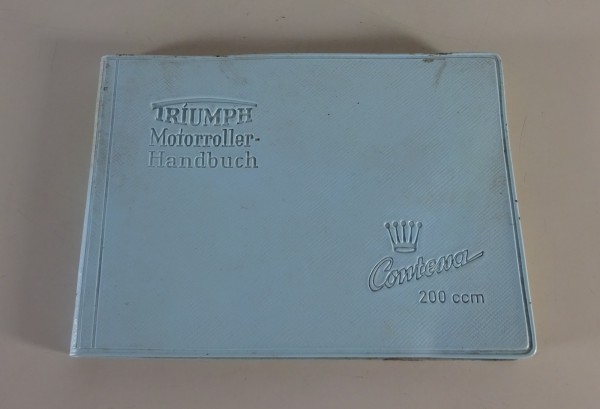 TRIUMPH
Motorroller-
Handbuch
Contessa
200 ccm